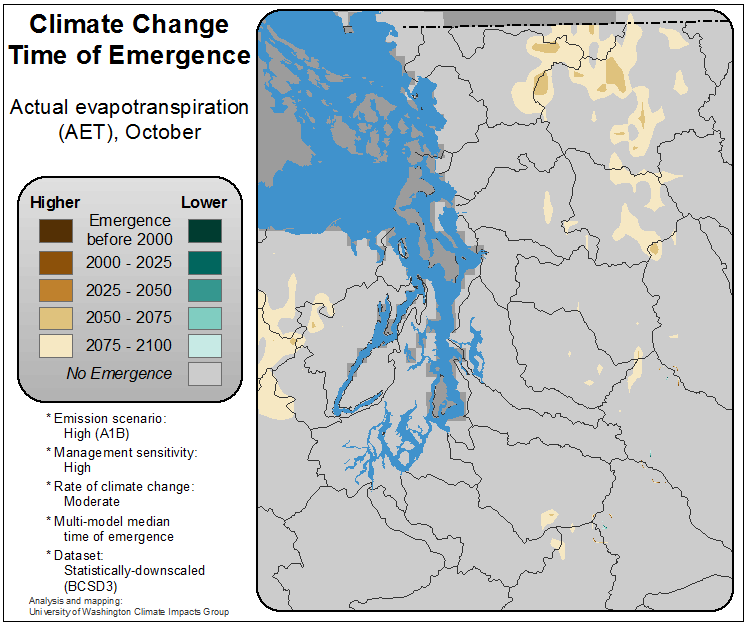 Climate Change
Time of Emergence
Actual evapotranspiration
(AET), October
Higher Lower
Emergence
before 2000
2000 - 2025
2025 - 2050
2050 - 2075
2075 - 2100
No Emergence
* Emission scenario:
High (A1B)
* Management sensitivity:
High
* Rate of climate change:
Moderate
* Multi-model median
time of emergence
* Dataset:
Statistically-downscaled
(BCSD3)
Analysis and mapping:
University of Washington Climate Impacts Group